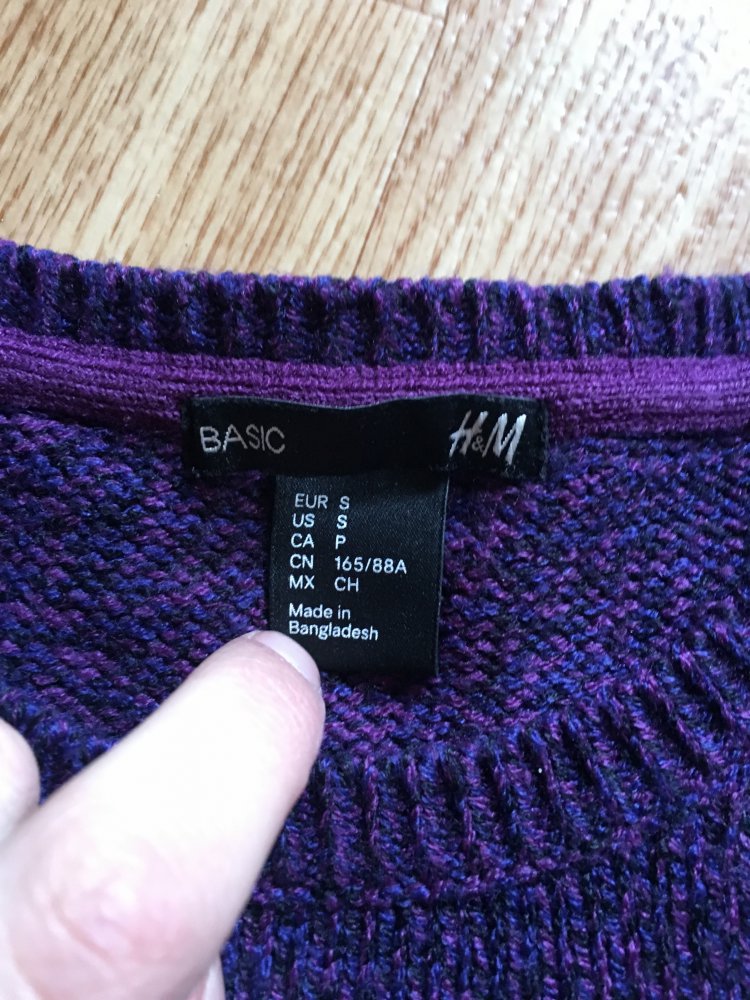 BASIC H&M
EUR S
US S
CA P
CN 165/88A
MX CH
Made in
Bangladesh